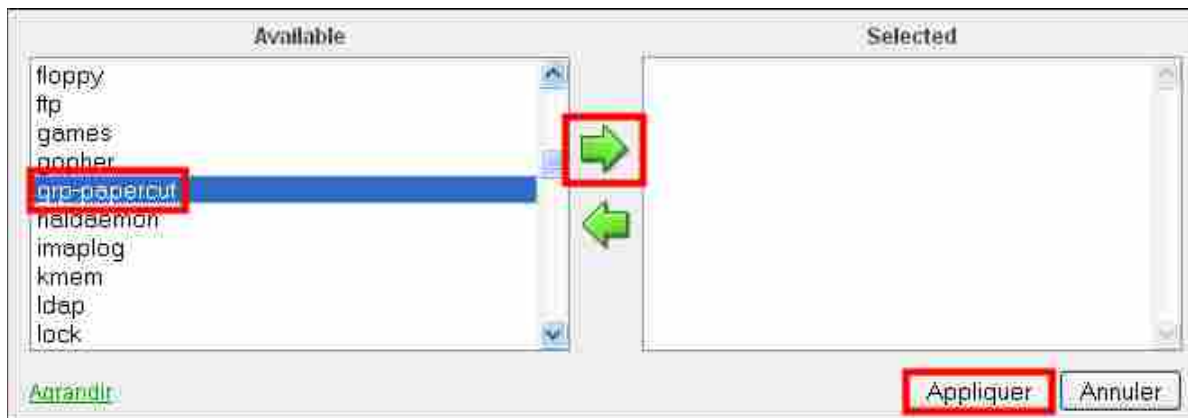 Available
Selected
floppy
ftp
games
gopher
grp-papercut
haldaemon
imaplog
kmem
ldap
lock
Agrandir
Appliquer
Annuler